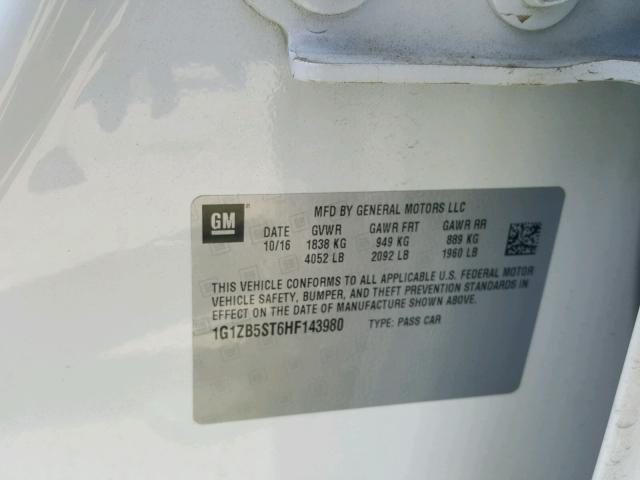 GM
MFD BY GENERAL MOTORS LLC
DATE GVWR GAWR FRT GAWR RR
10/16 1838 KG 949 KG 889 KG
4052 LB 2092 LB 1960 LB
THIS VEHICLE CONFORMS TO ALL APPLICABLE U.S. FEDERAL MOTOR
VEHICLE SAFETY, BUMPER, AND THEFT PREVENTION STANDARDS IN
EFFECT ON THE DATE OF MANUFACTURE SHOWN ABOVE.
1G1ZB5ST6HF143980 TYPE: PASS CAR